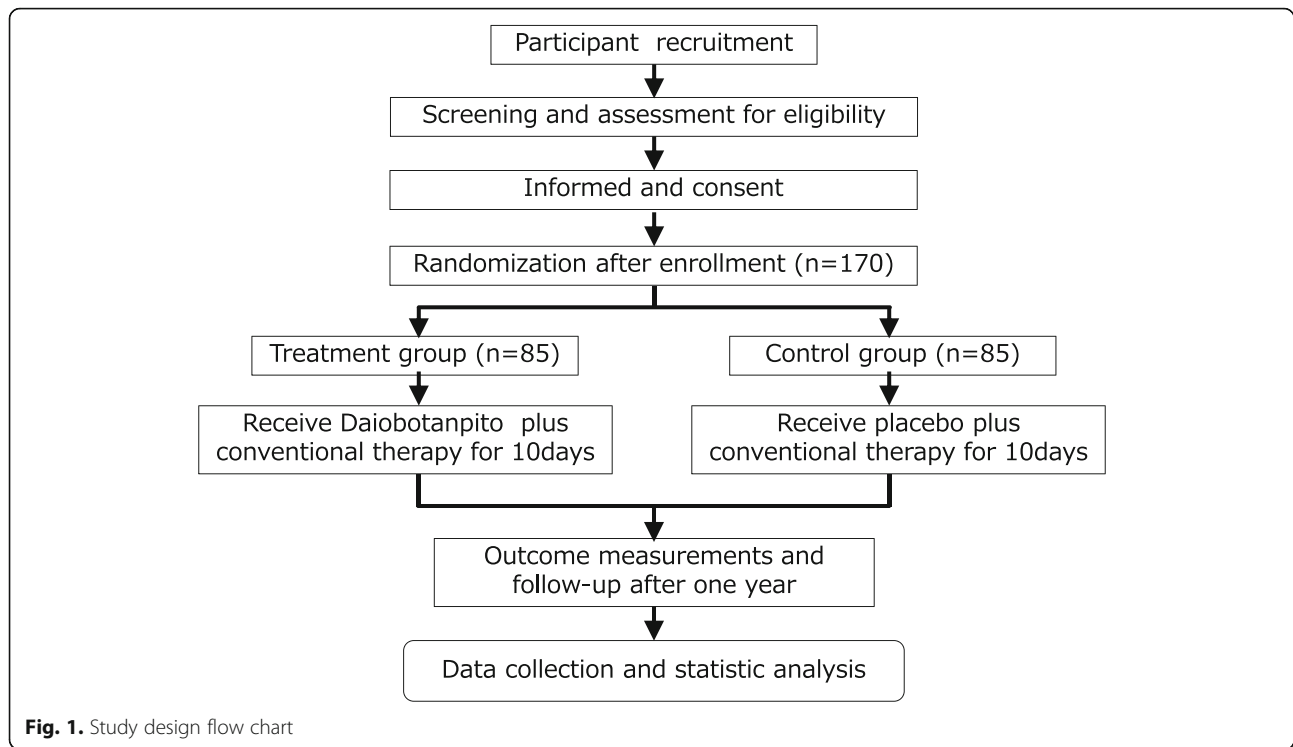 Participant recruitment
Screening and assessment for eligibility
Informed and consent
Randomization after enrollment (n=170)
Treatment group (n=85)
Control group (n=85)
Receive Daiobotanpito plus
conventional therapy for 10days
Receive placebo plus
conventional therapy for 10days
Outcome measurements and
follow-up after one year
Data collection and statistic analysis
Fig. 1. Study design flow chart